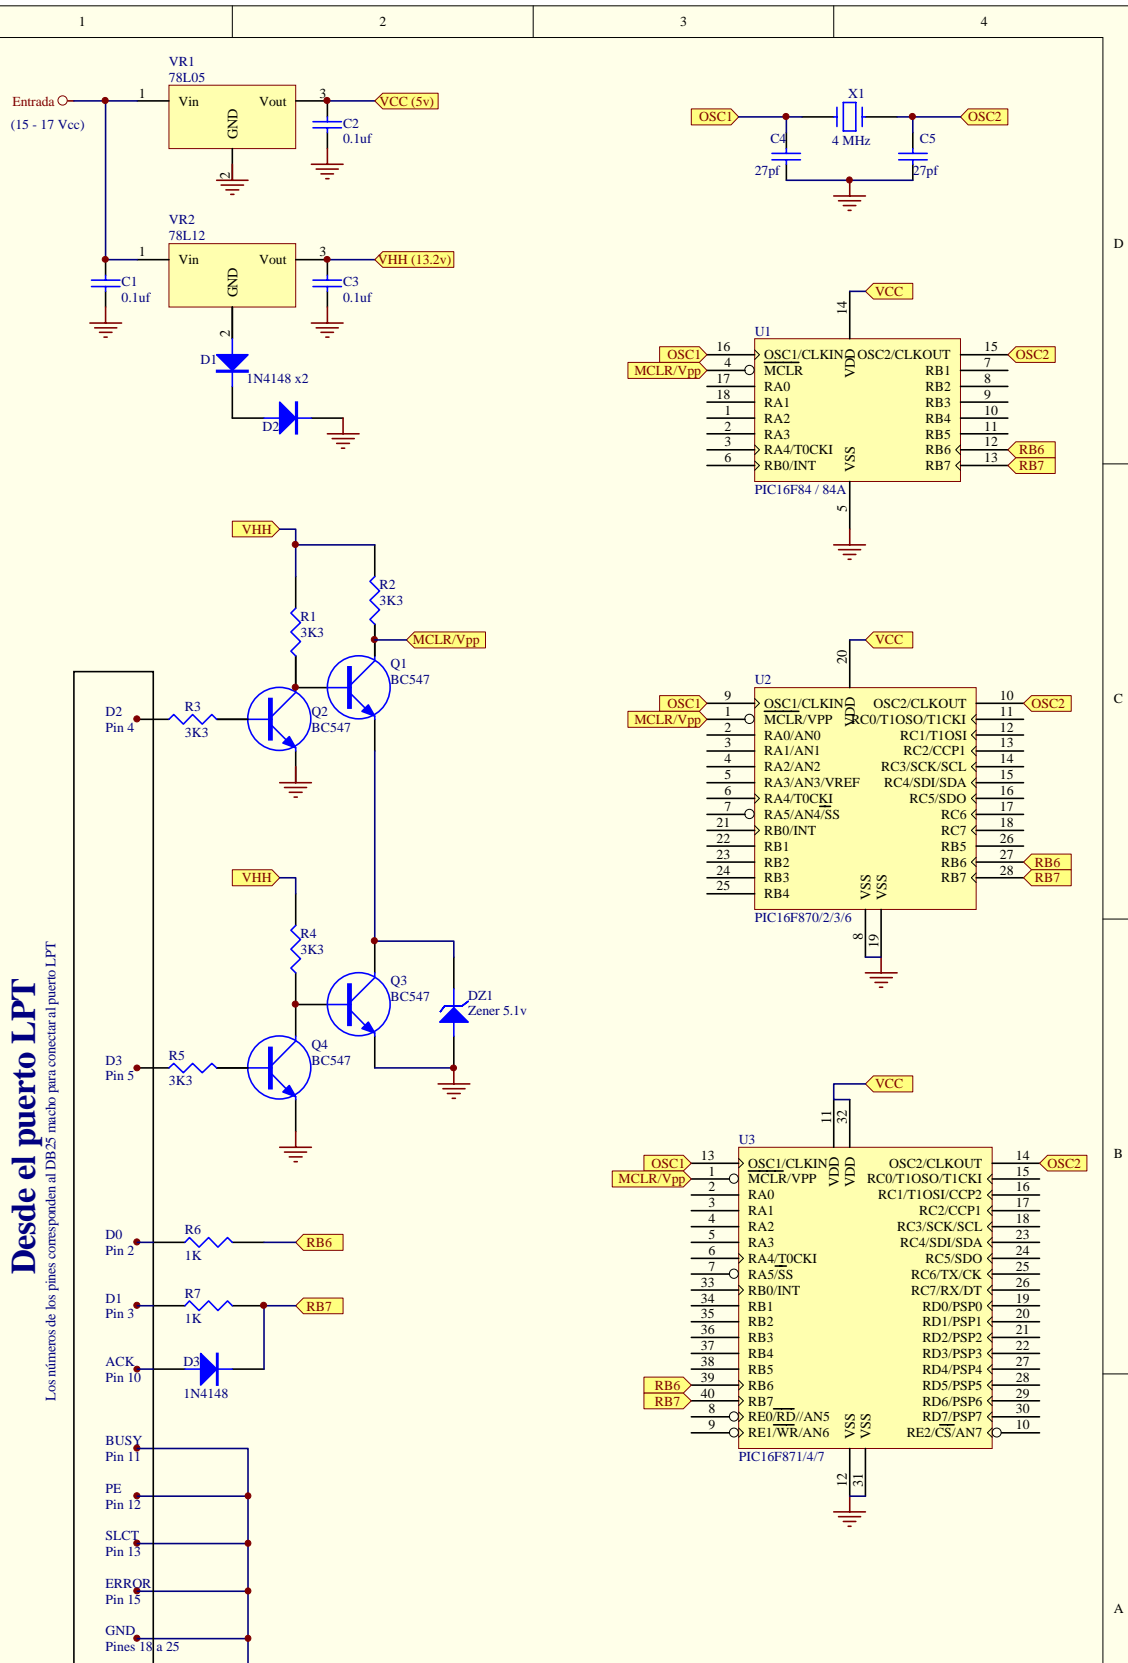 1 2 3 4
VR1
78L05
Entrada
(15 - 17 Vcc)
1
Vin
Vout
GND
3
2
VCC (5v)
C2
0.1uf
VR2
78L12
1
Vin
Vout
GND
3
2
VHH (13.2v)
C1
0.1uf
C3
0.1uf
D1
1N4148 x2
D2
OSC1
X1
4 MHz
OSC2
C4
27pf
C5
27pf
D
VCC
14
U1
OSC1
16
OSC1/CLKIN
MCLR/Vpp
4
MCLR
17
RA0
18
RA1
1
RA2
2
RA3
3
RA4/T0CKI
6
RB0/INT
VDD
VSS
OSC2/CLKOUT
15
OSC2
RB1
7
RB2
8
RB3
9
RB4
10
RB5
11
RB6
12
RB6
RB7
13
RB7
PIC16F84 / 84A
5
VHH
R1
3K3
R2
3K3
MCLR/Vpp
Q1
BC547
Q2
BC547
D2
Pin 4
R3
3K3
VHH
R4
3K3
Q3
BC547
DZ1
Zener 5.1v
Q4
BC547
D3
Pin 5
R5
3K3
C
VCC
20
U2
OSC1
9
OSC1/CLKIN
MCLR/Vpp
1
MCLR/VPP
2
RA0/AN0
3
RA1/AN1
4
RA2/AN2
5
RA3/AN3/VREF
6
RA4/T0CKI
7
RA5/AN4/SS
21
RB0/INT
22
RB1
23
RB2
24
RB3
25
RB4
VDD
VSS
VSS
OSC2/CLKOUT
10
OSC2
RC0/T1OSO/T1CKI
11
RC1/T1OSI
12
RC2/CCP1
13
RC3/SCK/SCL
14
RC4/SDI/SDA
15
RC5/SDO
16
RC6
17
RC7
18
RB5
26
RB6
27
RB6
RB7
28
RB7
PIC16F870/2/3/6
8
19
Desde el puerto LPT
Los números de los pines corresponden al DB25 macho para conectar al puerto LPT
D0
Pin 2
R6
1K
RB6
D1
Pin 3
R7
1K
RB7
ACK
Pin 10
D3
1N4148
BUSY
Pin 11
PE
Pin 12
SLCT
Pin 13
ERROR
Pin 15
GND
Pines 18 a 25
B
VCC
11
32
U3
OSC1
13
OSC1/CLKIN
MCLR/Vpp
1
MCLR/VPP
2
RA0
3
RA1
4
RA2
5
RA3
6
RA4/T0CKI
7
RA5/SS
33
RB0/INT
34
RB1
35
RB2
36
RB3
37
RB4
38
RB5
RB6
39
RB6
RB7
40
RB7
8
RE0/RD//AN5
9
RE1/WR/AN6
VDD
VDD
VSS
VSS
OSC2/CLKOUT
14
OSC2
RC0/T1OSO/T1CKI
15
RC1/T1OSI/CCP2
16
RC2/CCP1
17
RC3/SCK/SCL
18
RC4/SDI/SDA
23
RC5/SDO
24
RC6/TX/CK
25
RC7/RX/DT
26
RD0/PSP0
19
RD1/PSP1
20
RD2/PSP2
21
RD3/PSP3
22
RD4/PSP4
27
RD5/PSP5
28
RD6/PSP6
29
RD7/PSP7
30
RE2/CS/AN7
10
PIC16F871/4/7
12
31
A